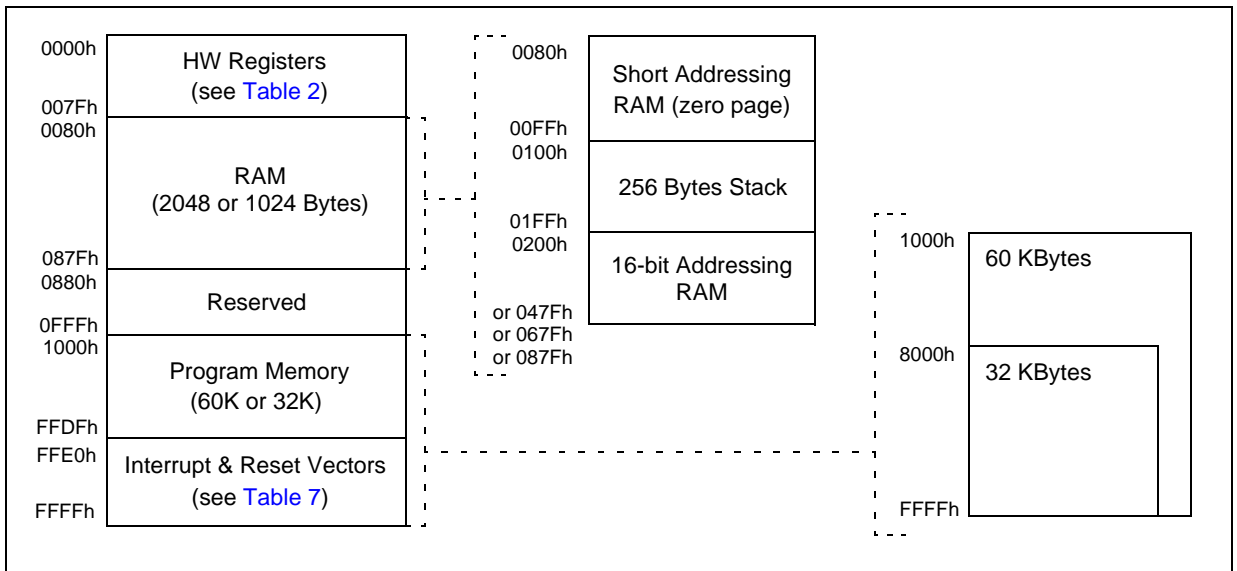 0000h
HW Registers
(see Table 2)
007Fh
0080h
RAM
(2048 or 1024 Bytes)
087Fh
0880h
Reserved
0FFFh
1000h
Program Memory
(60K or 32K)
FFDFh
FFE0h
Interrupt & Reset Vectors
(see Table 7)
FFFFh
0080h
Short Addressing
RAM (zero page)
00FFh
0100h
256 Bytes Stack
01FFh
0200h
16-bit Addressing
RAM
or 047Fh
or 067Fh
or 087Fh
1000h
60 KBytes
8000h
32 KBytes
FFFFh